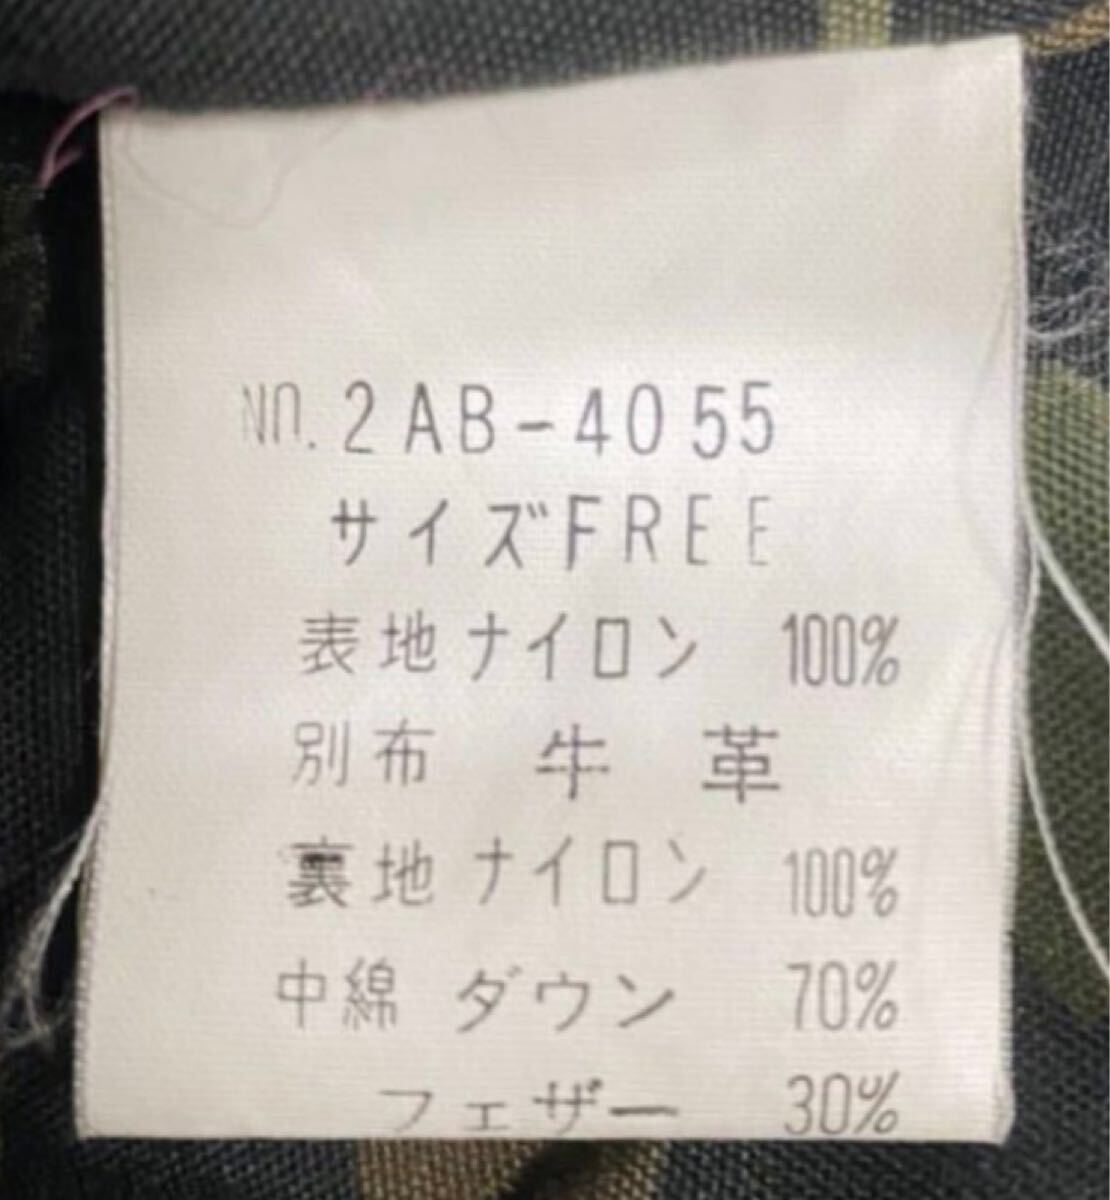 NO.2AB-4055
サイズFREE
表地 ナイロン 100%
別布 牛革
裏地 ナイロン 100%
中綿 ダウン 70%
フェザー 30%